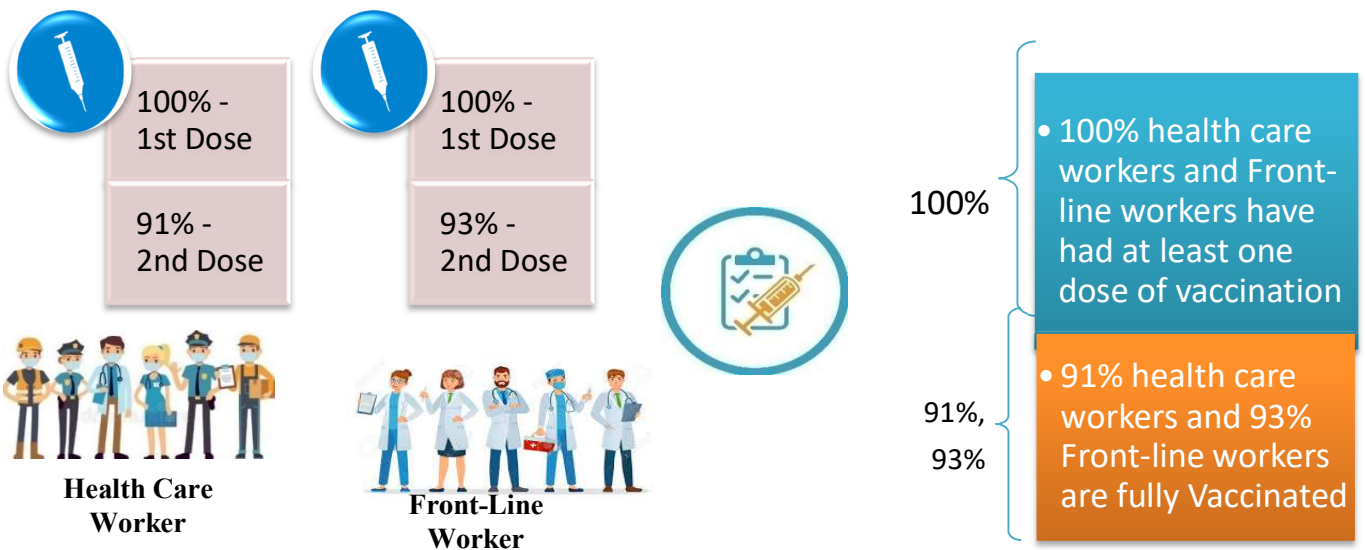 100% -
1st Dose
91% -
2nd Dose
Health Care
Worker
100% -
1st Dose
93% -
2nd Dose
Front-Line
Worker
100%
• 100% health care
workers and Front-
line workers have
had at least one
dose of vaccination
91%,
93%
• 91% health care
workers and 93%
Front-line workers
are fully Vaccinated